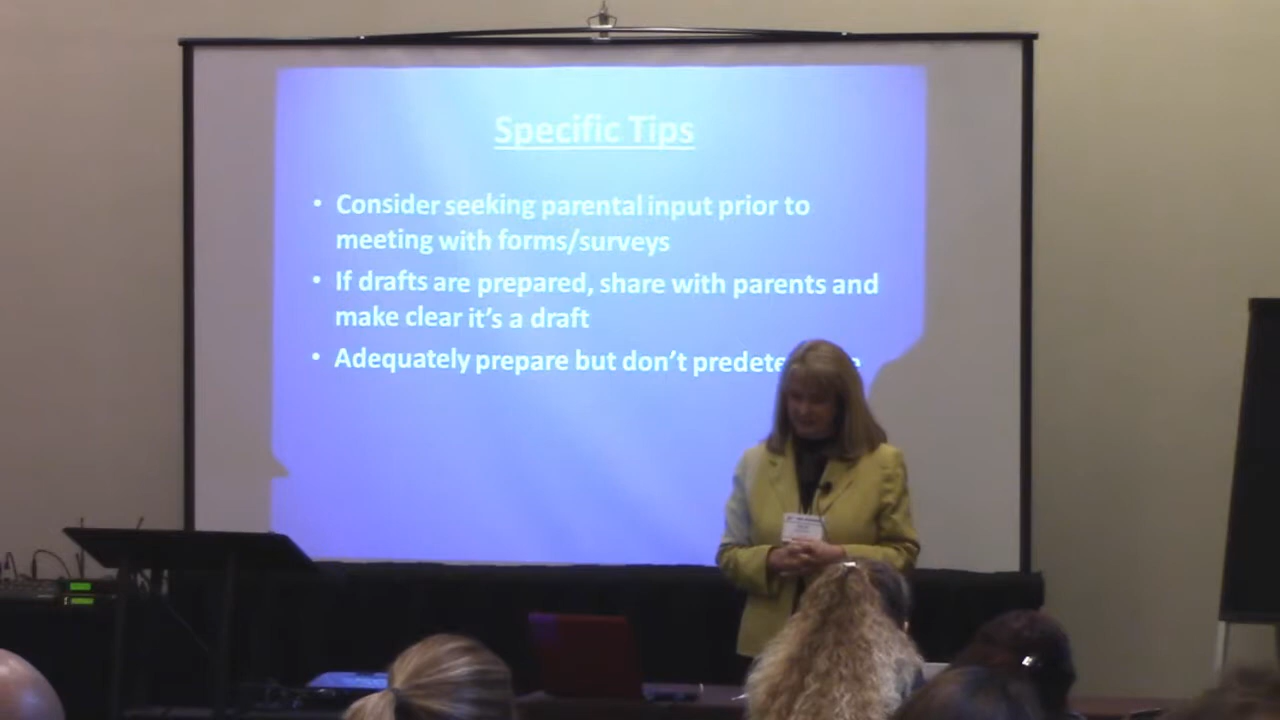 Specific Tips
• Consider seeking parental input prior to
meeting with forms/surveys
• If drafts are prepared, share with parents and
make clear it's a draft
• Adequately prepare but don't